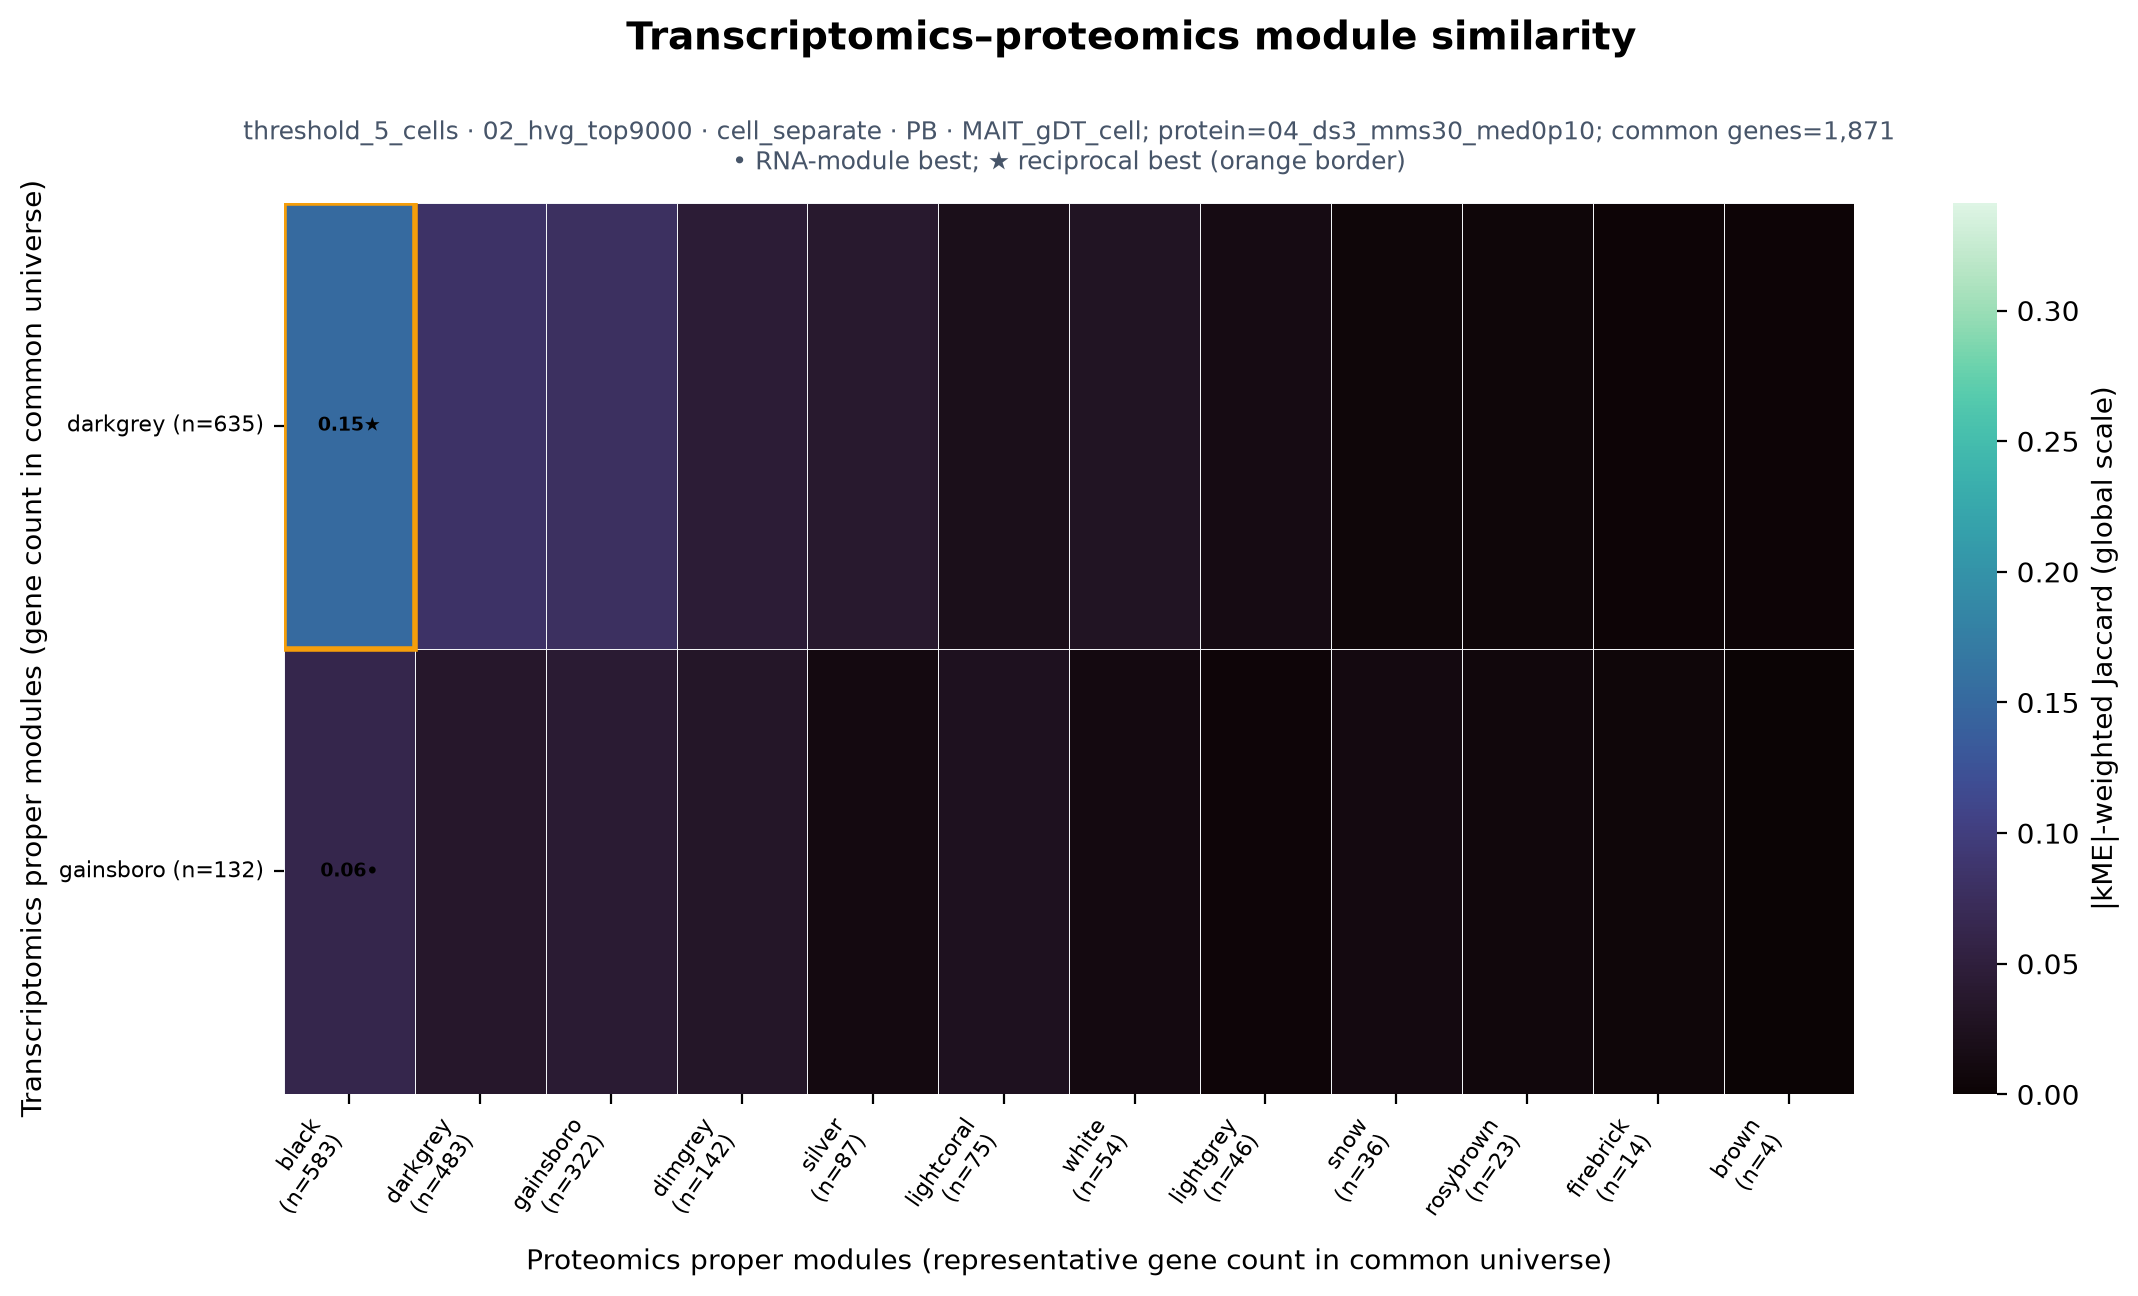 Transcriptomics–proteomics module similarity
threshold_5_cells · 02_hvg_top9000 · cell_separate · PB · MAIT_gDT_cell; protein=04_ds3_mms30_med0p10; common genes=1,871
• RNA-module best; ★ reciprocal best (orange border)
Transcriptomics proper modules (gene count in common universe)
darkgrey (n=635)
gainsboro (n=132)
0.15★
0.06•
black
(n=583)
darkgrey
(n=483)
gainsboro
(n=322)
dimgrey
(n=142)
silver
(n=87)
lightcoral
(n=75)
white
(n=54)
lightgrey
(n=46)
snow
(n=36)
rosybrown
(n=23)
firebrick
(n=14)
brown
(n=4)
Proteomics proper modules (representative gene count in common universe)
0.30
0.25
0.20
0.15
0.10
0.05
0.00
|kME|-weighted Jaccard (global scale)